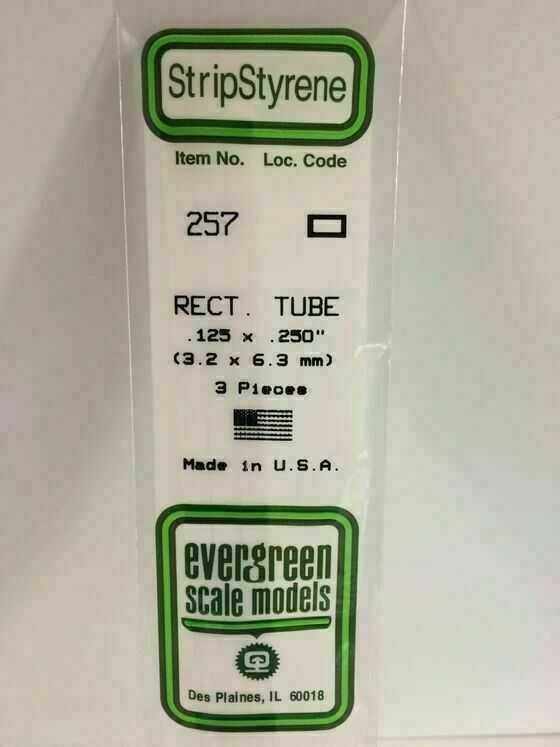 StripStyrene
Item No. Loc. Code
257
RECT. TUBE
.125 x .250"
(3.2 x 6.3 mm)
3 Pieces
Made in U.S.A.
evergreen
scale models
Des Plaines, IL 60018